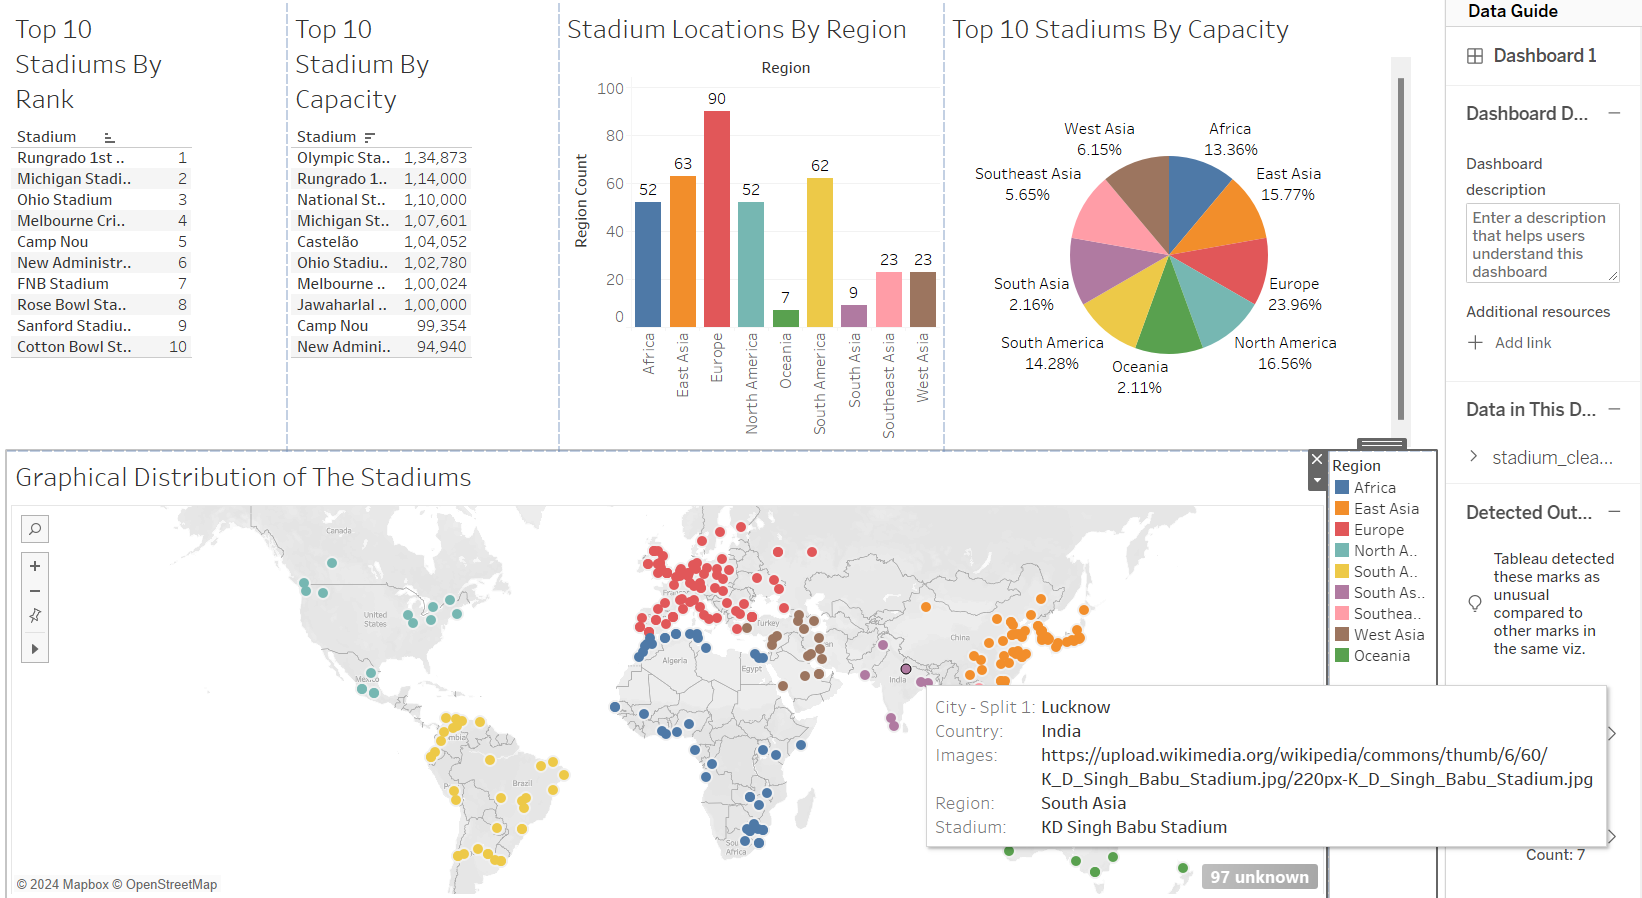 Top 10
Stadiums By
Rank
Stadium
Rungrado 1st .. 1
Michigan Stadi.. 2
Ohio Stadium 3
Melbourne Cri.. 4
Camp Nou 5
New Administr.. 6
FNB Stadium 7
Rose Bowl Sta.. 8
Sanford Stadiu.. 9
Cotton Bowl St.. 10
Top 10
Stadium By
Capacity
Stadium
Olympic Sta.. 1,34,873
Rungrado 1.. 1,14,000
National St.. 1,10,000
Michigan St.. 1,07,601
Castelão 1,04,052
Ohio Stadiu.. 1,02,780
Melbourne .. 1,00,024
Jawaharlal .. 1,00,000
Camp Nou 99,354
New Admini.. 94,940
Stadium Locations By Region
Region
Region Count
100
80
60
40
20
0
52
63
90
52
7
62
9
23
23
Africa
East Asia
Europe
North America
Oceania
South America
South Asia
Southeast Asia
West Asia
Top 10 Stadiums By Capacity
West Asia
6.15%
Africa
13.36%
Southeast Asia
5.65%
East Asia
15.77%
South Asia
2.16%
Europe
23.96%
South America
14.28%
North America
16.56%
Oceania
2.11%
Data Guide
Dashboard 1
Dashboard D...
Dashboard
description
Enter a description
that helps users
understand this
dashboard
Additional resources
Add link
Data in This D...
stadium_clea...
Detected Out...
Tableau detected
these marks as
unusual
compared to
other marks in
the same viz.
Count: 7
Graphical Distribution of The Stadiums
Canada
United
States
Brazil
Algeria
Egypt
Turkey
China
India
South
Africa
Region
Africa
East Asia
Europe
North A..
South A..
South As..
Southea..
West Asia
Oceania
City - Split 1: Lucknow
Country: India
Images: https://upload.wikimedia.org/wikipedia/commons/thumb/6/60/
K_D_Singh_Babu_Stadium.jpg/220px-K_D_Singh_Babu_Stadium.jpg
Region: South Asia
Stadium: KD Singh Babu Stadium
97 unknown
© 2024 Mapbox © OpenStreetMap